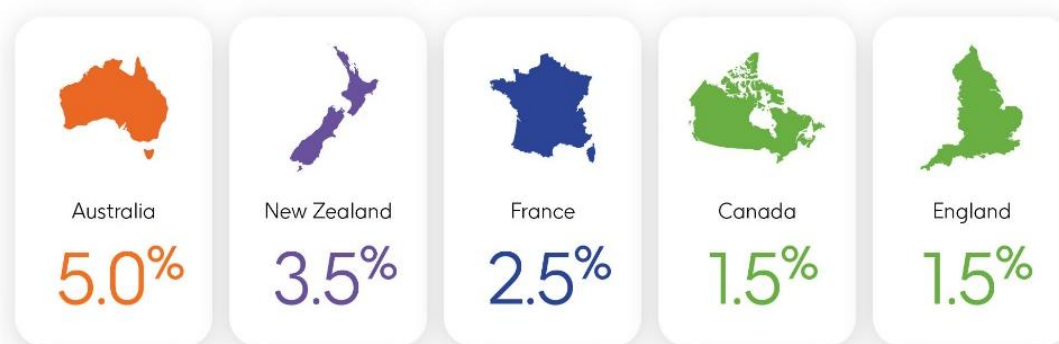 Australia
5.0%
New Zealand
3.5%
France
2.5%
Canada
1.5%
England
1.5%